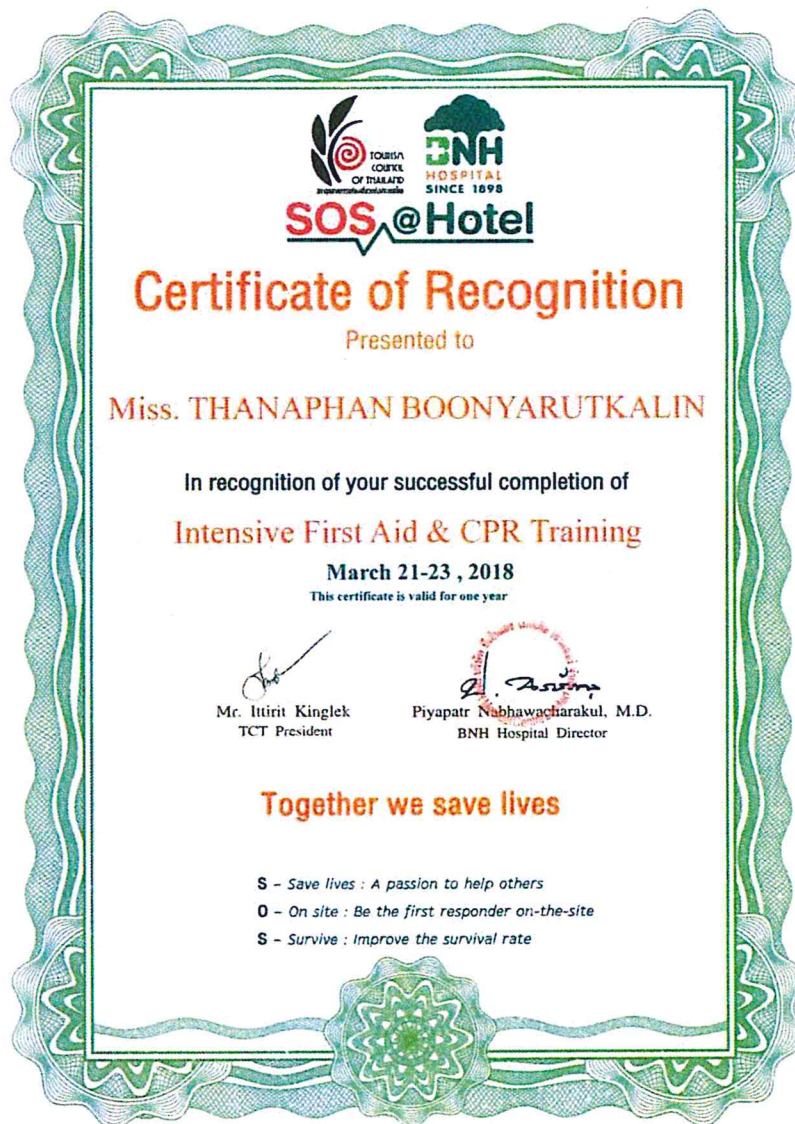 TOURISM
COUNCIL
OF THAILAND
BNH
HOSPITAL
SINCE 1898
SOS @Hotel
Certificate of Recognition
Presented to
Miss. THANAPHAN BOONYARUTKALIN
In recognition of your successful completion of
Intensive First Aid & CPR Training
March 21-23 , 2018
This certificate is valid for one year
Mr. Ittirit Kinglek
TCT President
Piyapatr Nabhawacharakul, M.D.
BNH Hospital Director
Together we save lives
S – Save lives : A passion to help others
O – On site : Be the first responder on-the-site
S – Survive : Improve the survival rate